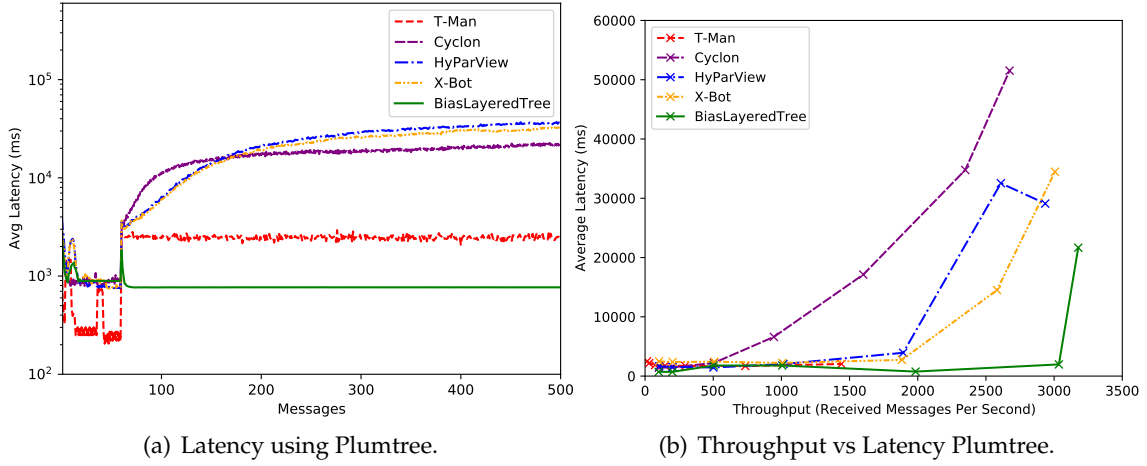 T-Man
Cyclon
HyParView
X-Bot
BiasLayeredTree
10^5
10^4
10^3
10^2
Avg Latency (ms)
100 200 300 400 500
Messages
(a) Latency using Plumtree.
60000
50000
40000
30000
20000
10000
0
Average Latency (ms)
T-Man
Cyclon
HyParView
X-Bot
BiasLayeredTree
0 500 1000 1500 2000 2500 3000 3500
Throughput (Received Messages Per Second)
(b) Throughput vs Latency Plumtree.